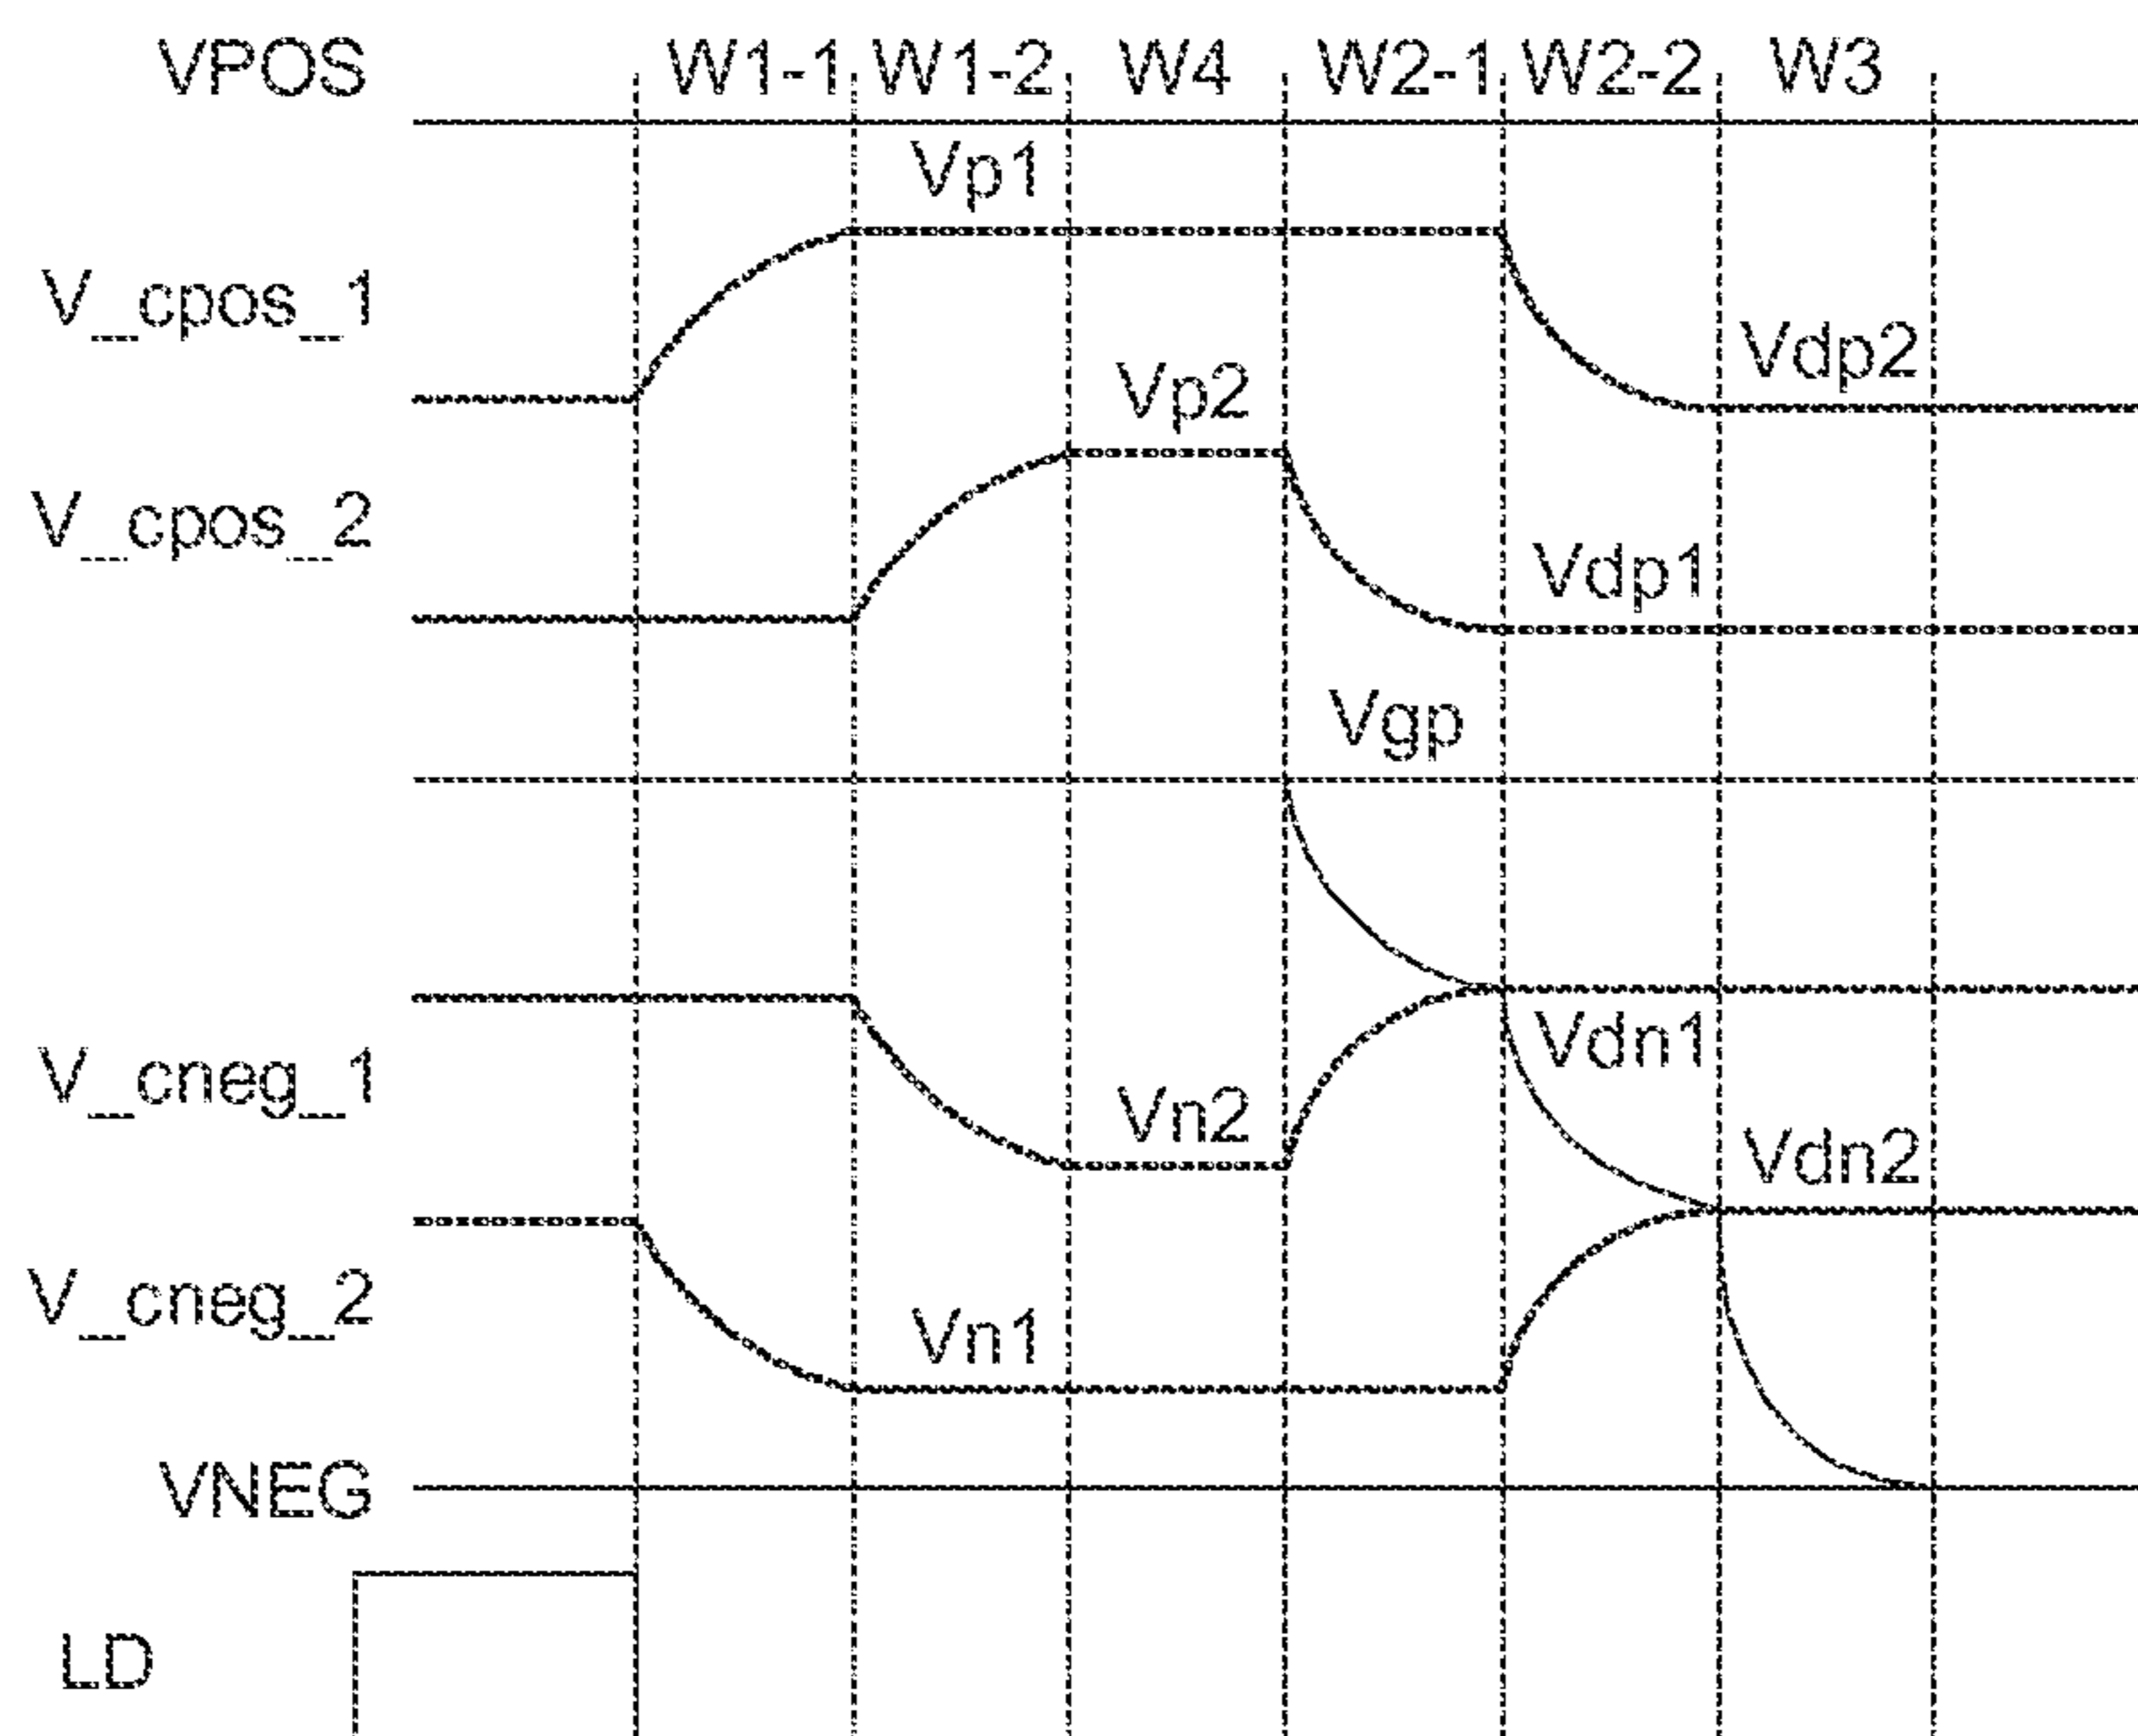 VPOS W1-1 W1-2 W4 W2-1 W2-2 W3
Vp1
V_cpos_1
Vdp2
Vp2
V_cpos_2
Vdp1
Vgp
Vdn1
V_cneg_1
Vn2
Vdn2
V_cneg_2
Vn1
VNEG
LD